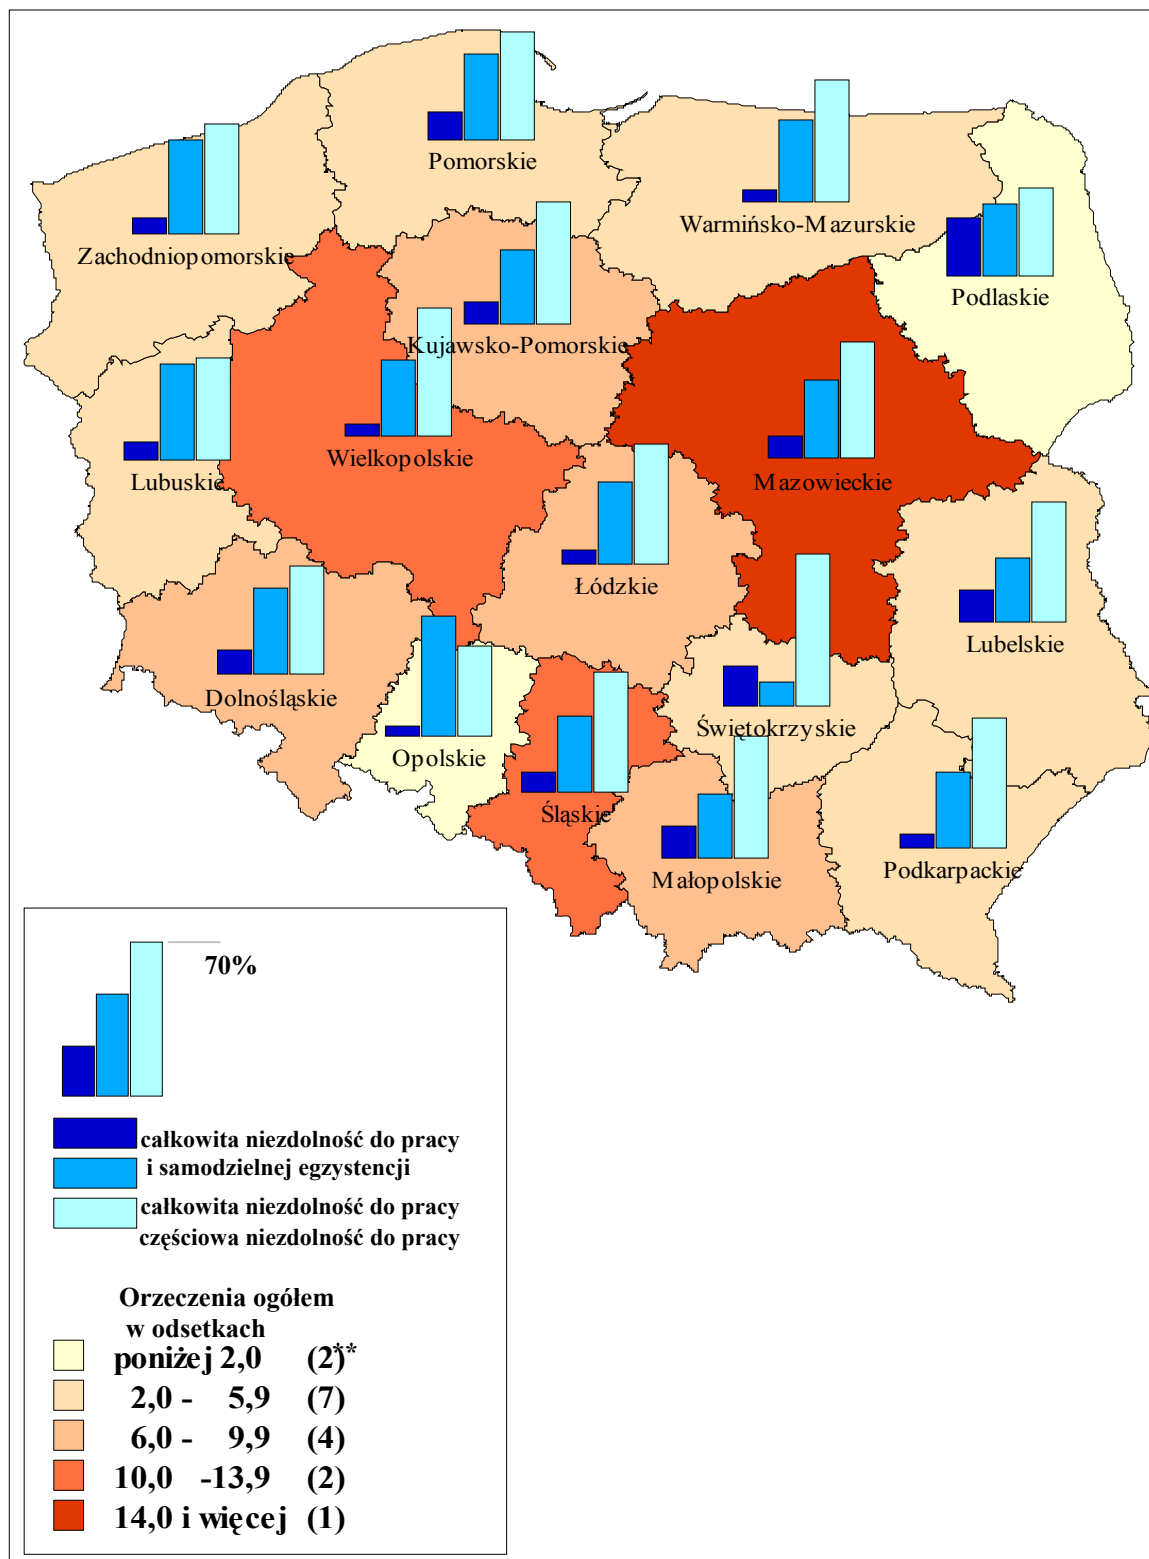 Pomorskie
Warmińsko-Mazurskie
Zachodniopomorskie
Podlaskie
Kujawsko-Pomorskie
Wielkopolskie
Lubuskie
Mazowieckie
Łódzkie
Lubelskie
Dolnośląskie
Świętokrzyskie
Opolskie
Śląskie
Małopolskie
Podkarpackie
70%
całkowita niezdolność do pracy
i samodzielnej egzystencji
całkowita niezdolność do pracy
częściowa niezdolność do pracy
Orzeczenia ogółem
w odsetkach
poniżej 2,0 (2)**
2,0 - 5,9 (7)
6,0 - 9,9 (4)
10,0 -13,9 (2)
14,0 i więcej (1)